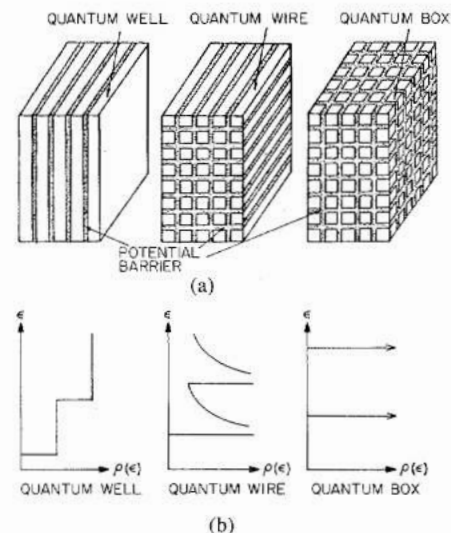 QUANTUM WELL QUANTUM WIRE QUANTUM BOX
POTENTIAL
BARRIER
(a)
ϵ ϵ ϵ
ρ(ϵ) ρ(ϵ) ρ(ϵ)
QUANTUM WELL QUANTUM WIRE QUANTUM BOX
(b)